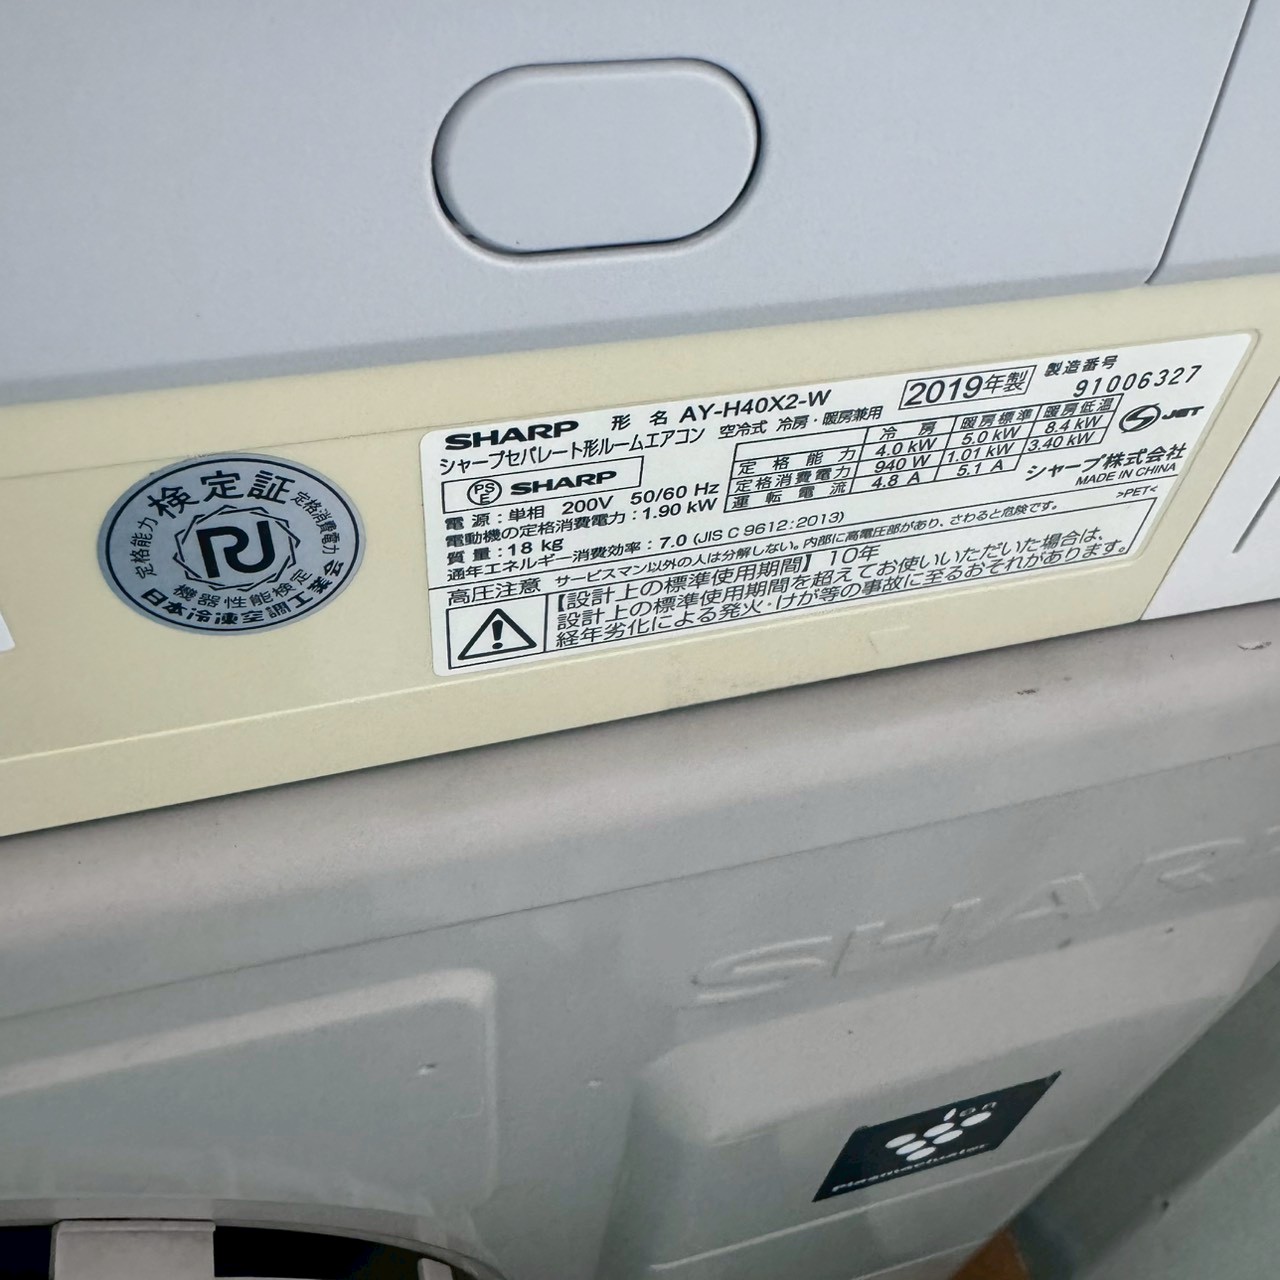 SHARP 形 名 AY-H40X2-W 2019年製 製造番号 91006327
シャープセパレート形ルームエアコン 空冷式 冷房・暖房兼用
PS E SHARP
電源:単相 200V 50/60 Hz
電動機の定格消費電力:1.90 kW
質量:18 kg
通年エネルギー消費効率:7.0 (JIS C 9612:2013)
冷 房 暖房標準 暖房低温
定格能力 4.0 kW 5.0 kW 8.4 kW
定格消費電力 940 W 1.01 kW 3.40 kW
運転電流 4.8 A 5.1 A
JET
シャープ株式会社
MADE IN CHINA
>PET<
高圧注意 サービスマン以外の人は分解しない。内部に高電圧部があり、さわると危険です。
【設計上の標準使用期間】10年
設計上の標準使用期間を超えてお使いいただいた場合は、
経年劣化による発火・けが等の事故に至るおそれがあります。
検定証
定格能力
定格消費電力
機器性能検定
日本冷凍空調工業会
SHARP
ion
Plasmacluster